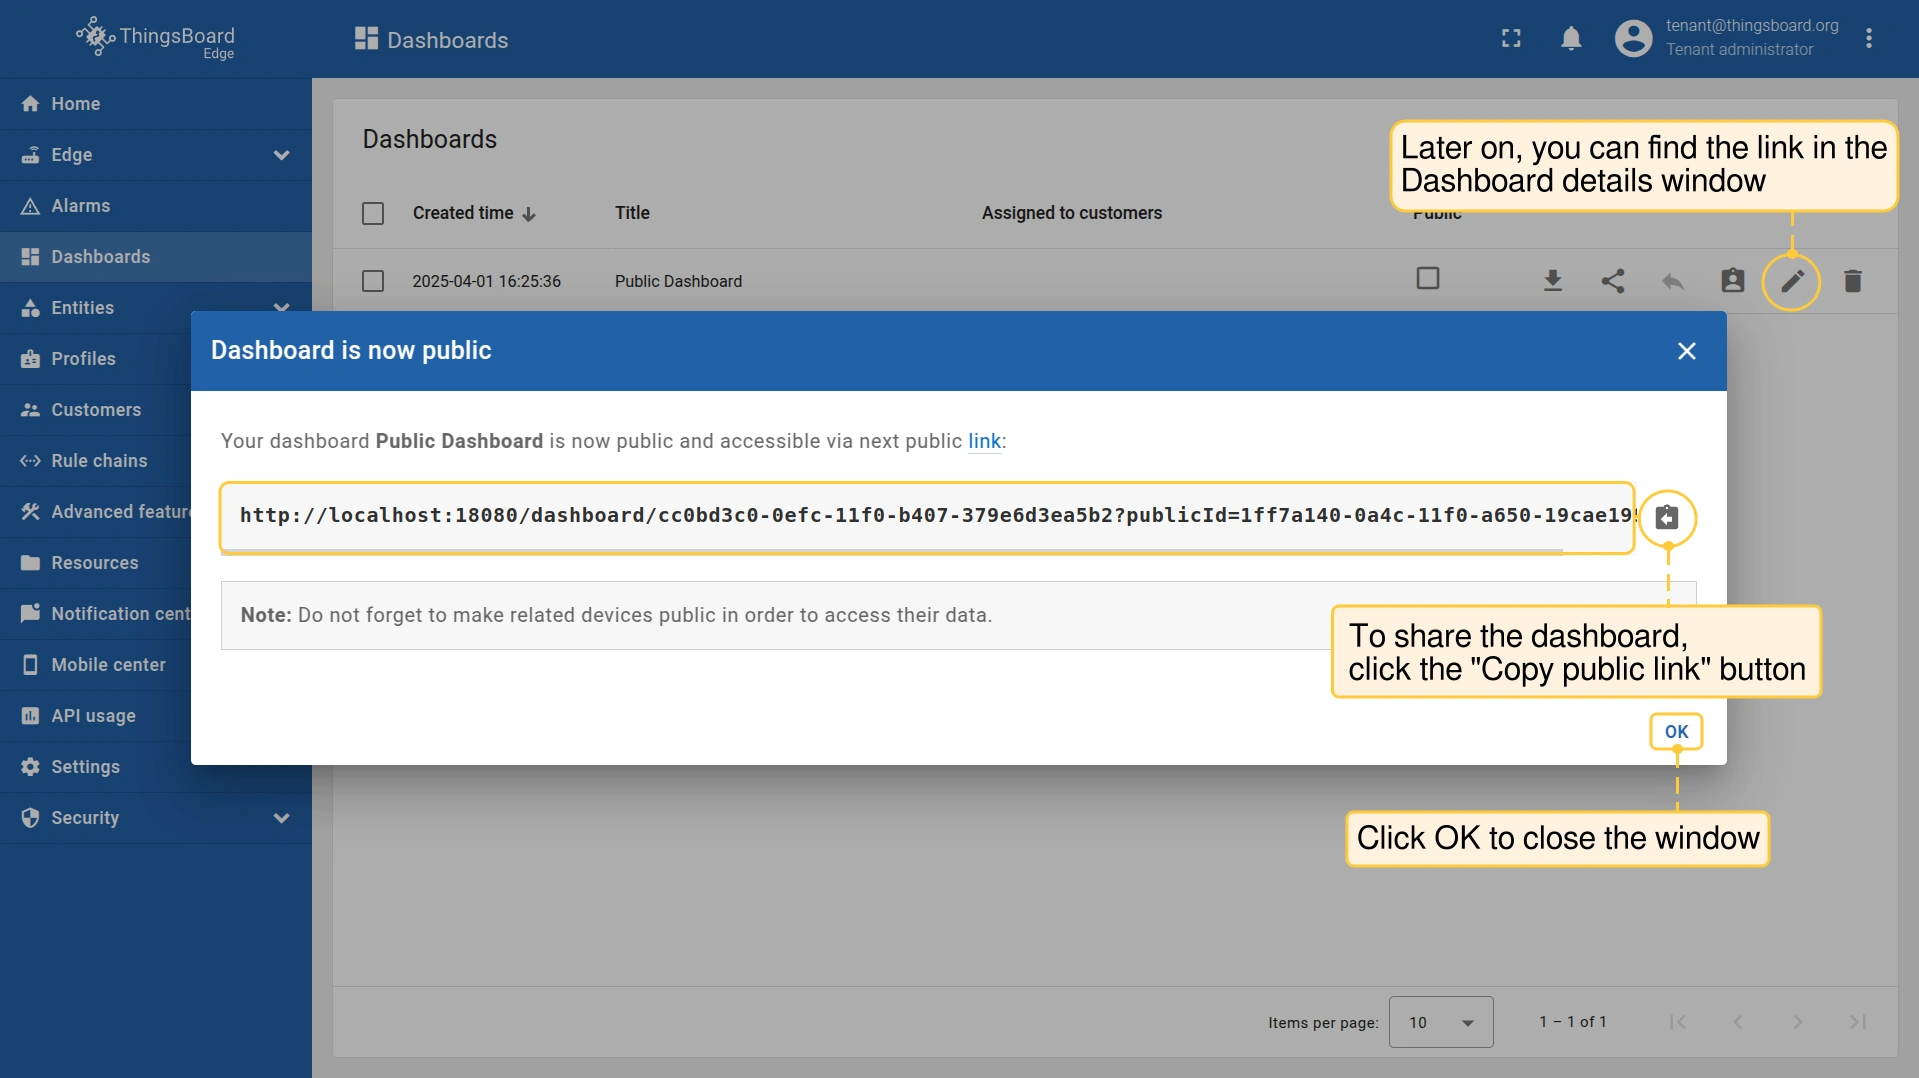 ThingsBoard
Edge
Dashboards
tenant@thingsboard.org
Tenant administrator
Home
Edge
Alarms
Dashboards
Entities
Profiles
Customers
Rule chains
Advanced featur
Resources
Notification cent
Mobile center
API usage
Settings
Security
Dashboards
Later on, you can find the link in the
Dashboard details window
Created time Title Assigned to customers Public
2025-04-01 16:25:36 Public Dashboard
Dashboard is now public
Your dashboard Public Dashboard is now public and accessible via next public link:
http://localhost:18080/dashboard/cc0bd3c0-0efc-11f0-b407-379e6d3ea5b2?publicId=1ff7a140-0a4c-11f0-a650-19cae19
Note: Do not forget to make related devices public in order to access their data.
To share the dashboard,
click the "Copy public link" button
OK
Click OK to close the window
Items per page: 10 1 – 1 of 1